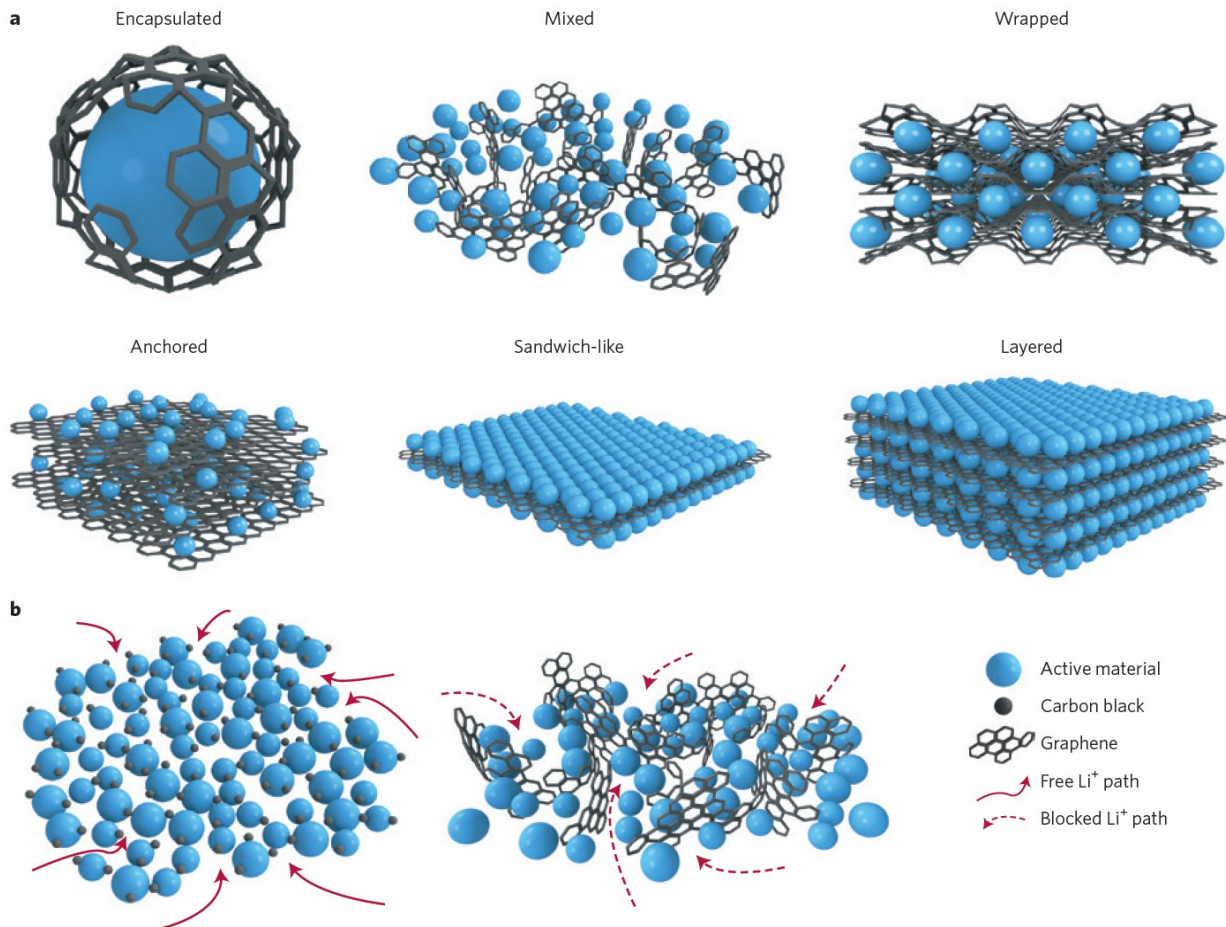 a
Encapsulated
Mixed
Wrapped
Anchored
Sandwich-like
Layered
b
Active material
Carbon black
Graphene
Free Li⁺ path
Blocked Li⁺ path